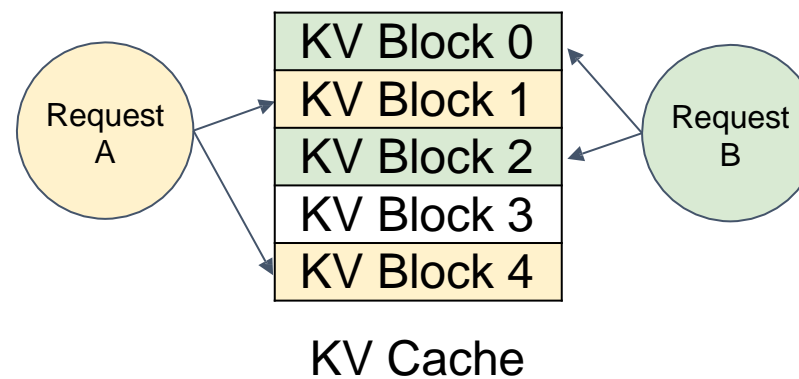 Request
A
KV Block 0
KV Block 1
KV Block 2
KV Block 3
KV Block 4
Request
B
KV Cache